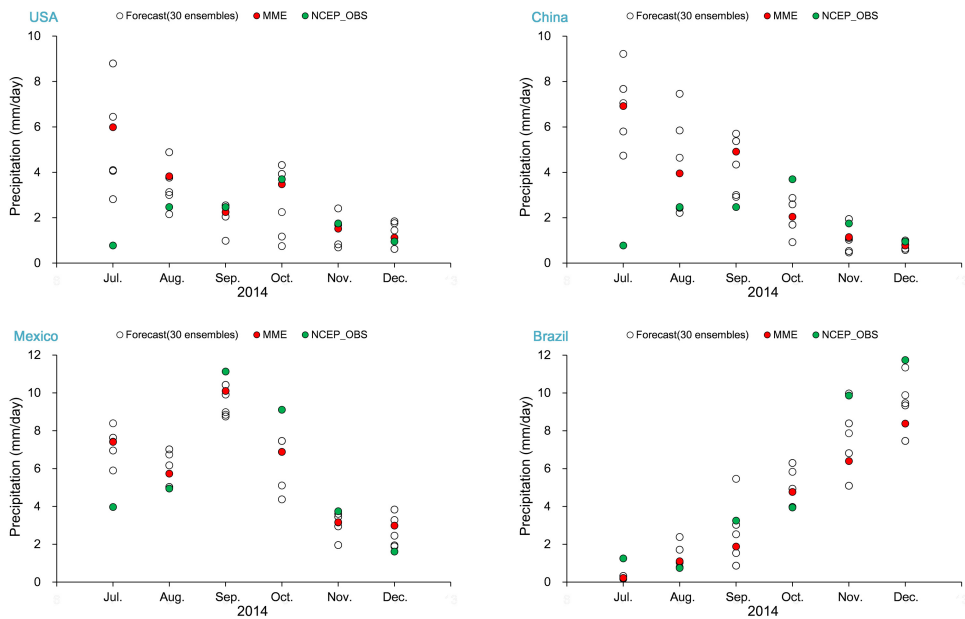 USA
Forecast(30 ensembles) MME NCEP_OBS
10
8
6
4
2
0
Precipitation (mm/day)
Jul. Aug. Sep. Oct. Nov. Dec.
2014
China
Forecast(30 ensembles) MME NCEP_OBS
10
8
6
4
2
0
Precipitation (mm/day)
Jul. Aug. Sep. Oct. Nov. Dec.
2014
Mexico
Forecast(30 ensembles) MME NCEP_OBS
12
10
8
6
4
2
0
Precipitation (mm/day)
Jul. Aug. Sep. Oct. Nov. Dec.
2014
Brazil
Forecast(30 ensembles) MME NCEP_OBS
12
10
8
6
4
2
0
Precipitation (mm/day)
Jul. Aug. Sep. Oct. Nov. Dec.
2014